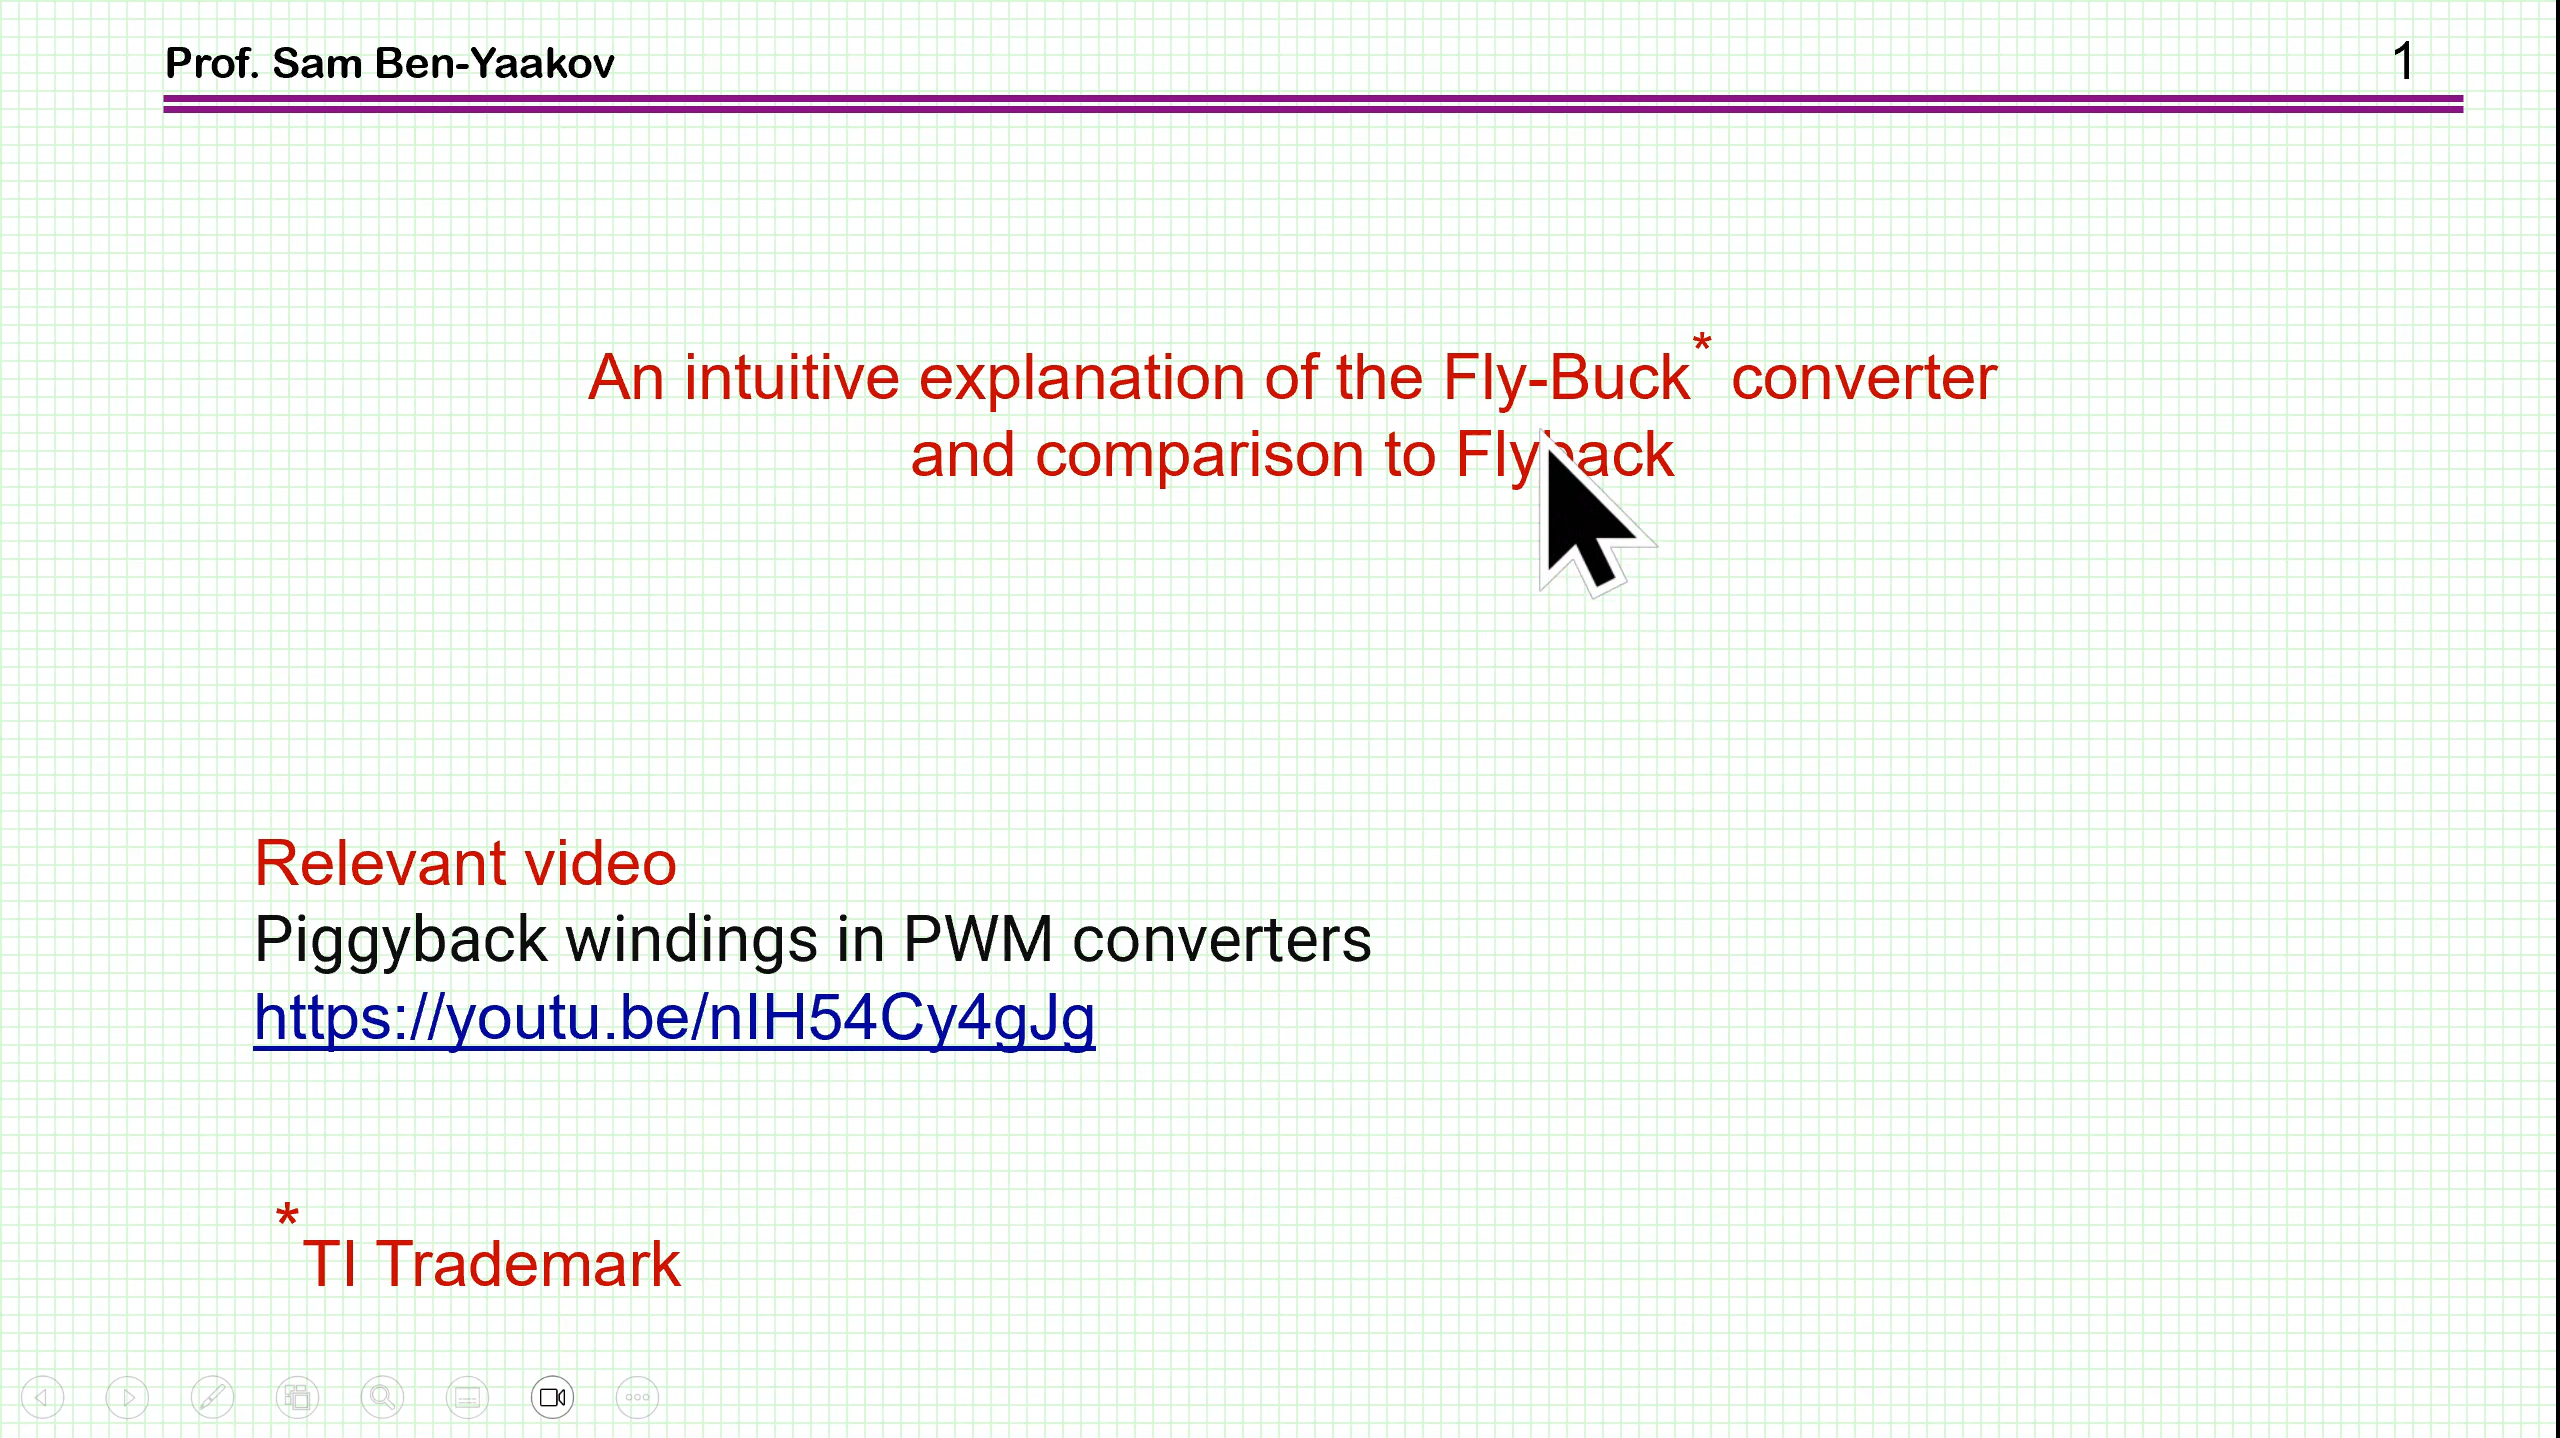 Prof. Sam Ben-Yaakov
1
An intuitive explanation of the Fly-Buck* converter
and comparison to Flyback
Relevant video
Piggyback windings in PWM converters
https://youtu.be/nIH54Cy4gJg
*TI Trademark